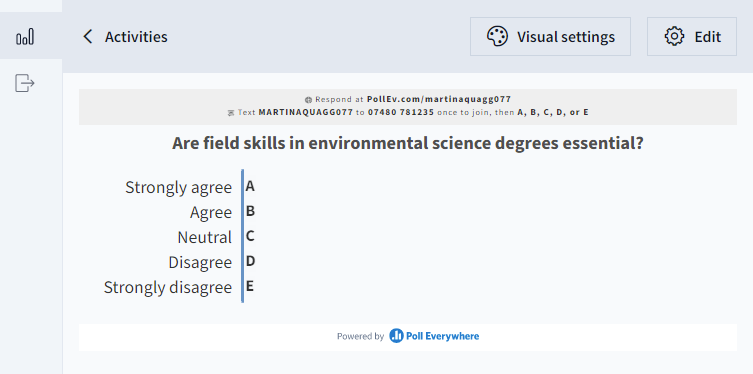 Activities
Visual settings
Edit
Respond at PollEv.com/martinaquagg077
Text MARTINAQUAGG077 to 07480 781235 once to join, then A, B, C, D, or E
Are field skills in environmental science degrees essential?
Strongly agree A
Agree B
Neutral C
Disagree D
Strongly disagree E
Powered by Poll Everywhere